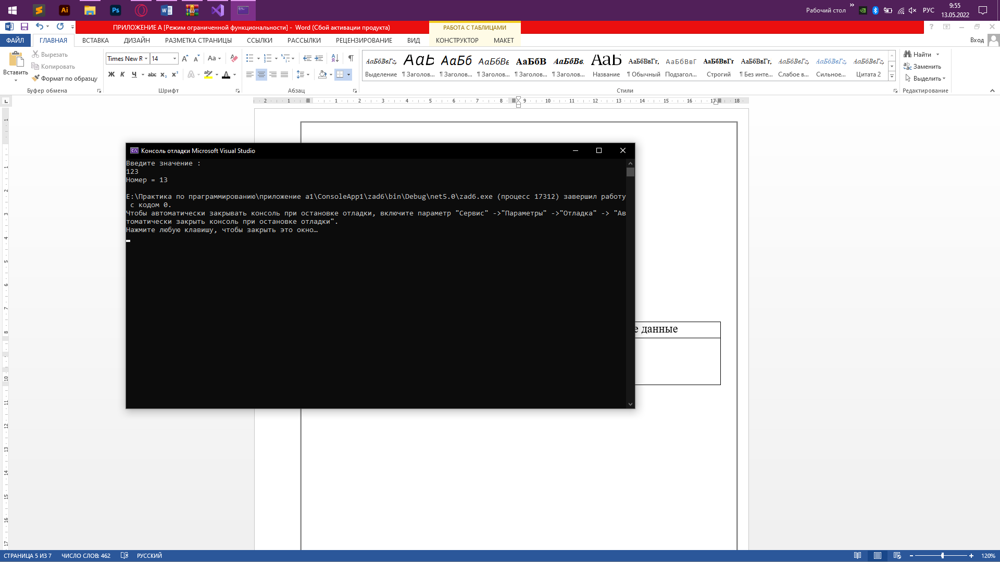 Рабочий стол
РУС
9:55
13.05.2022
ПРИЛОЖЕНИЕ А [Режим ограниченной функциональности] - Word (Сбой активации продукта)
РАБОТА С ТАБЛИЦАМИ
ФАЙЛ ГЛАВНАЯ ВСТАВКА ДИЗАЙН РАЗМЕТКА СТРАНИЦЫ ССЫЛКИ РАССЫЛКИ РЕЦЕНЗИРОВАНИЕ ВИД КОНСТРУКТОР МАКЕТ Вход
Вставить
Вырезать
Копировать
Формат по образцу
Буфер обмена
Times New R 14
Ж К Ч abc x₂ x²
Шрифт
Абзац
АаБбВвГг, АаБ АаБб АаБбВв АаБбВ АаБбВв. АаБ АаБбВвГг, АаБбВвГ АаБбВвГг АаБбВвГг, АаБбВвГг, АаБбВвГг, АаБбВвГг,
Выделение ¶ Заголов... ¶ Заголов... ¶ Заголов... ¶ Заголов... ¶ Заголов... Название ¶ Обычный Подзагол... Строгий ¶ Без инте... Слабое в... Сильное... Цитата 2
Стили
Найти
Заменить
Выделить
Редактирование
2 1 1 2 3 4 5 6 7 8 9 10 11 12 13 14 15 16 17 18
Консоль отладки Microsoft Visual Studio
Введите значение :
123
Номер = 13
E:\Практика по праграммированию\приложение а1\ConsoleApp1\zad6\bin\Debug\net5.0\zad6.exe (процесс 17312) завершил работу
с кодом 0.
Чтобы автоматически закрывать консоль при остановке отладки, включите параметр "Сервис" ->"Параметры" ->"Отладка" -> "Ав
томатически закрыть консоль при остановке отладки".
Нажмите любую клавишу, чтобы закрыть это окно…
е данные
СТРАНИЦА 5 ИЗ 7 ЧИСЛО СЛОВ: 462 РУССКИЙ
120%